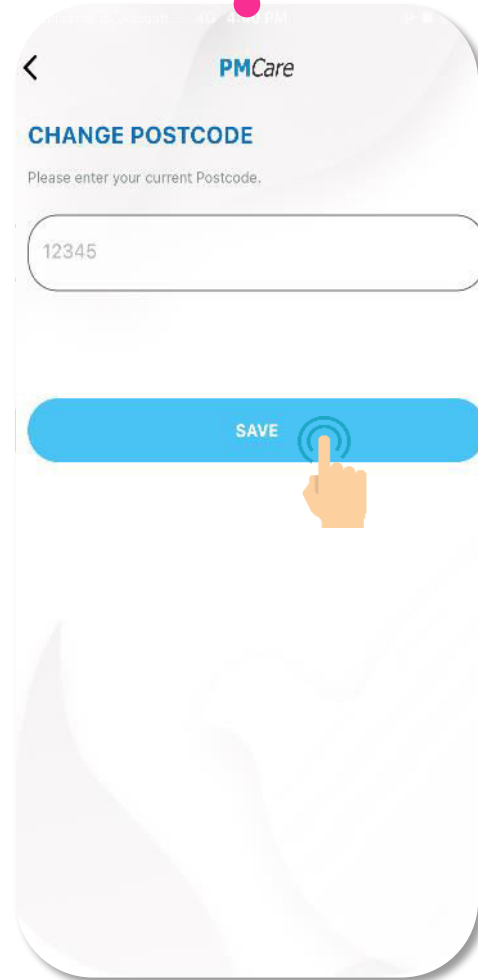 PMCare
CHANGE POSTCODE
Please enter your current Postcode.
12345
SAVE